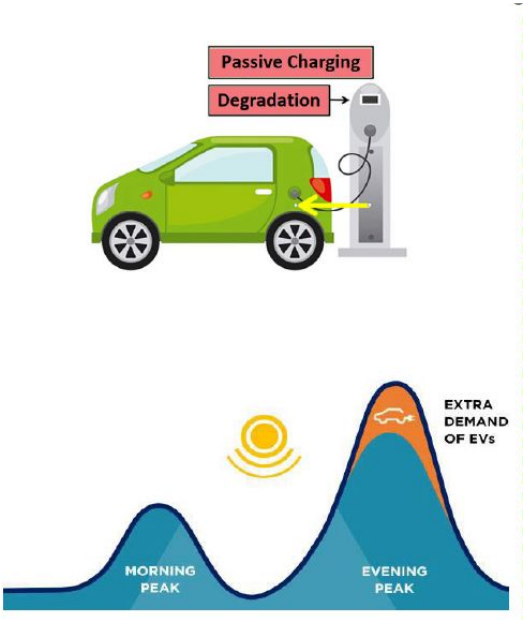 Passive Charging
Degradation
EXTRA
DEMAND
OF EVs
MORNING
PEAK
EVENING
PEAK